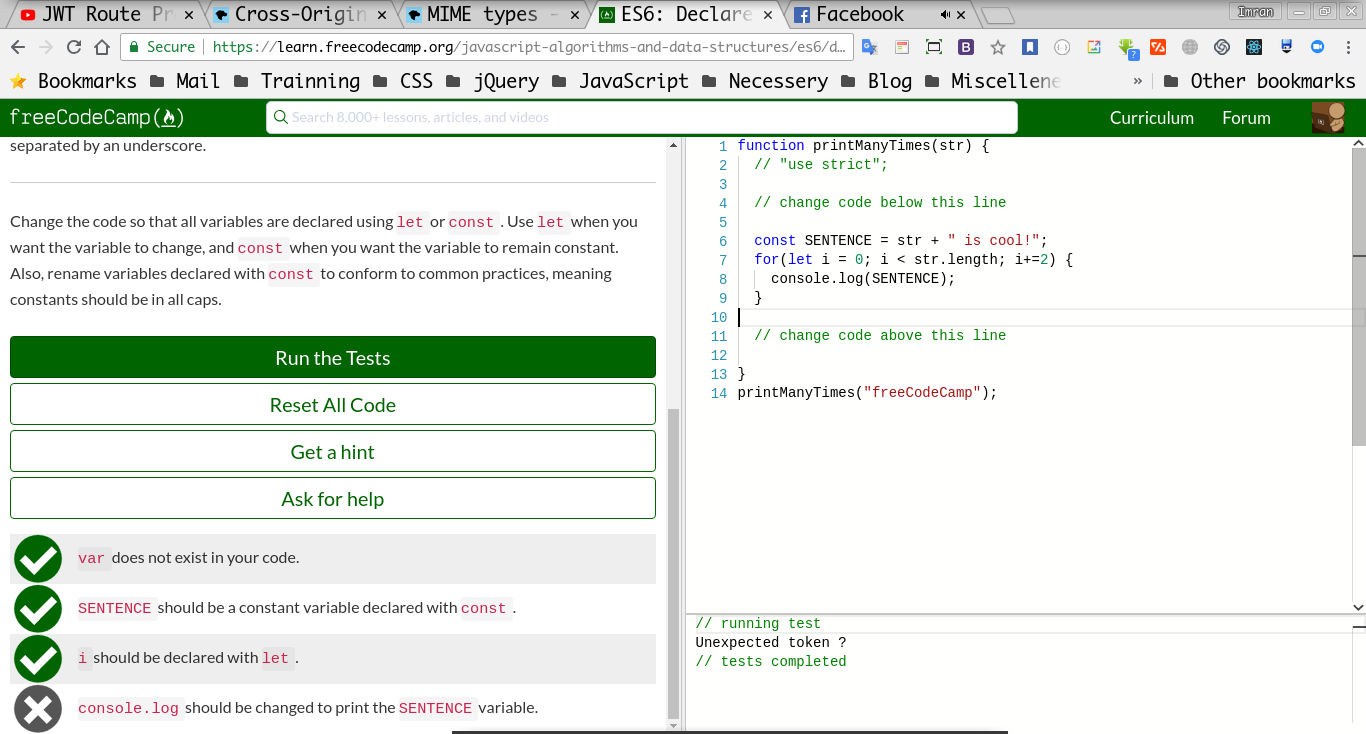 JWT Route Pr
Cross-Origin
MIME types -
ES6: Declare
Facebook
Imran
Secure
https://learn.freecodecamp.org/javascript-algorithms-and-data-structures/es6/d...
Bookmarks
Mail
Trainning
CSS
jQuery
JavaScript
Necessery
Blog
Miscellene
»
Other bookmarks
freeCodeCamp
Search 8,000+ lessons, articles, and videos
Curriculum
Forum
separated by an underscore.
Change the code so that all variables are declared using let or const . Use let when you
want the variable to change, and const when you want the variable to remain constant.
Also, rename variables declared with const to conform to common practices, meaning
constants should be in all caps.
Run the Tests
Reset All Code
Get a hint
Ask for help
var does not exist in your code.
SENTENCE should be a constant variable declared with const .
i should be declared with let .
console.log should be changed to print the SENTENCE variable.
1 function printManyTimes(str) {
2 // "use strict";
3
4 // change code below this line
5
6 const SENTENCE = str + " is cool!";
7 for(let i = 0; i < str.length; i+=2) {
8 console.log(SENTENCE);
9 }
10
11 // change code above this line
12
13 }
14 printManyTimes("freeCodeCamp");
// running test
Unexpected token ?
// tests completed